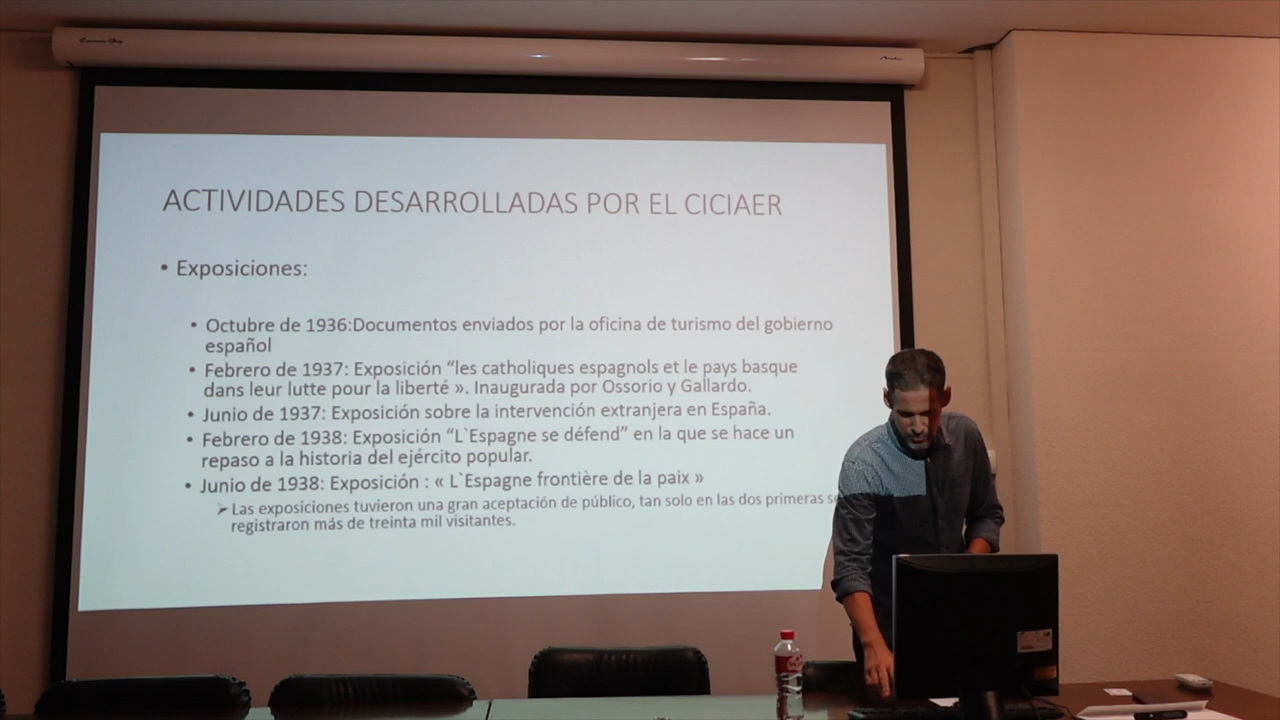 ACTIVIDADES DESARROLLADAS POR EL CICIAER
• Exposiciones:
• Octubre de 1936:Documentos enviados por la oficina de turismo del gobierno
español
• Febrero de 1937: Exposición “les catholiques espagnols et le pays basque
dans leur lutte pour la liberté ». Inaugurada por Ossorio y Gallardo.
• Junio de 1937: Exposición sobre la intervención extranjera en España.
• Febrero de 1938: Exposición “L`Espagne se défend” en la que se hace un
repaso a la historia del ejército popular.
• Junio de 1938: Exposición : « L`Espagne frontière de la paix »
➢ Las exposiciones tuvieron una gran aceptación de público, tan solo en las dos primeras se
registraron más de treinta mil visitantes.